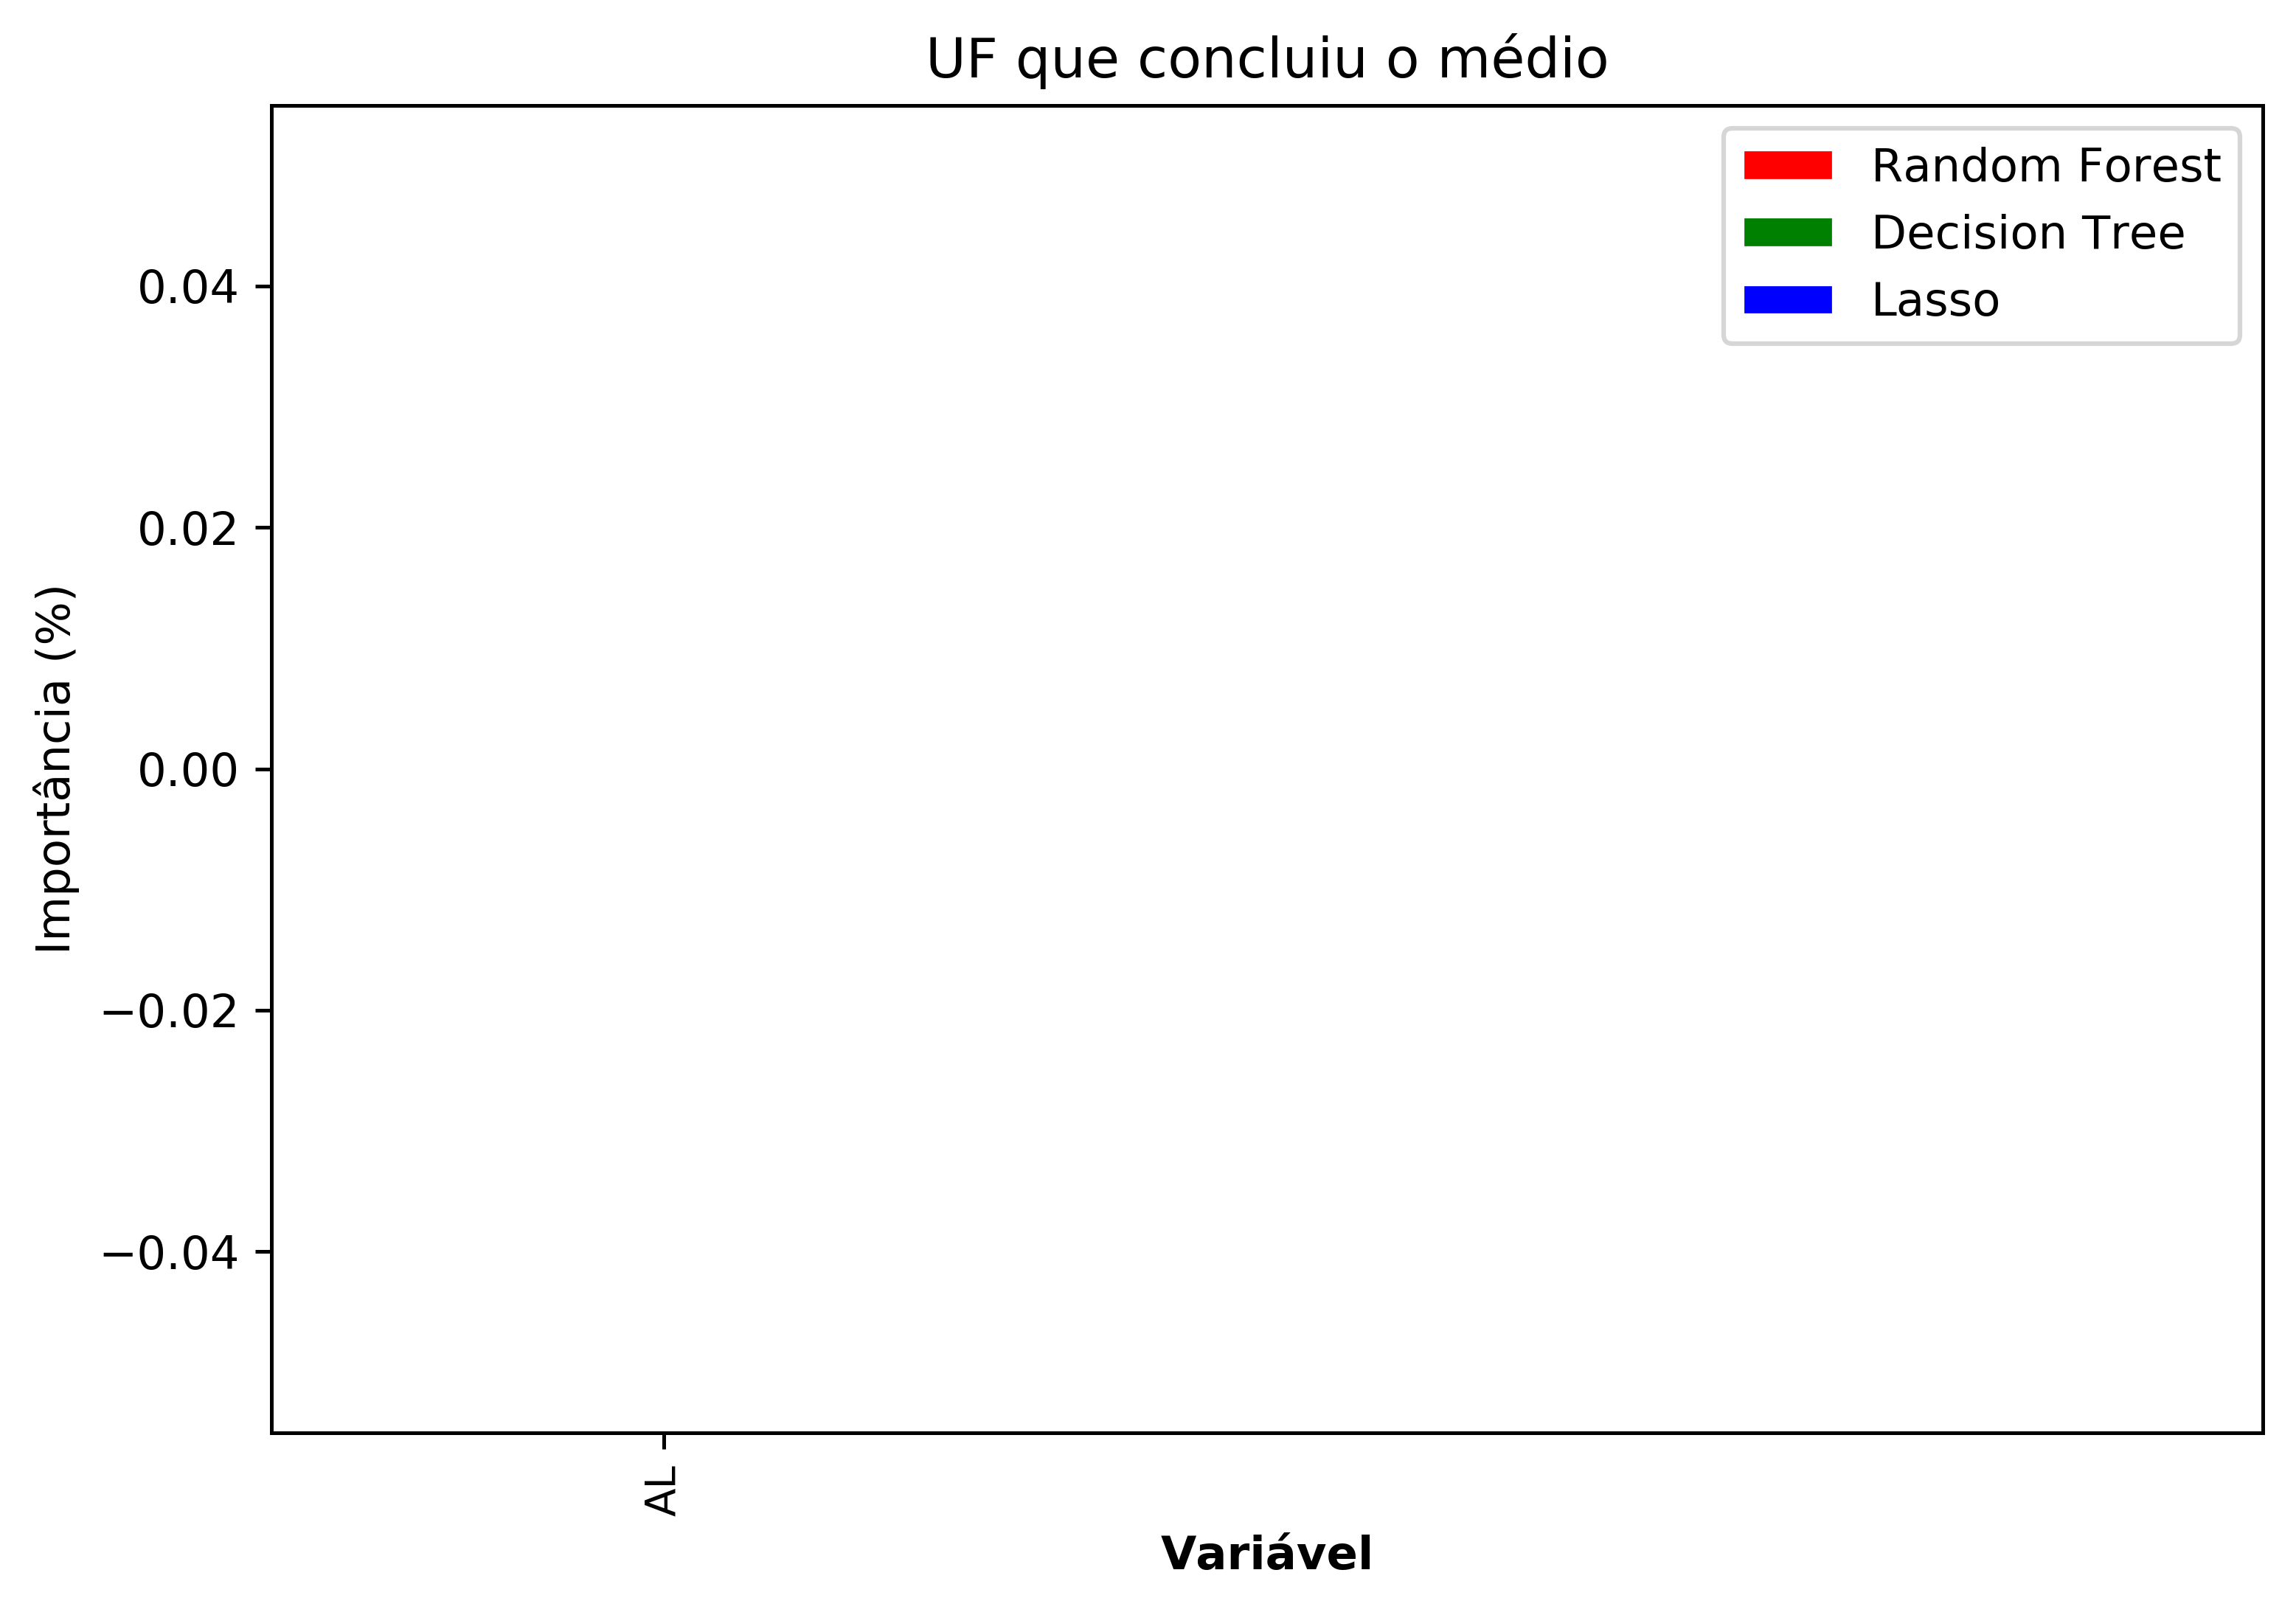 UF que concluiu o médio
Random Forest
Decision Tree
Lasso
Importância (%)
0.04
0.02
0.00
−0.02
−0.04
AL
Variável